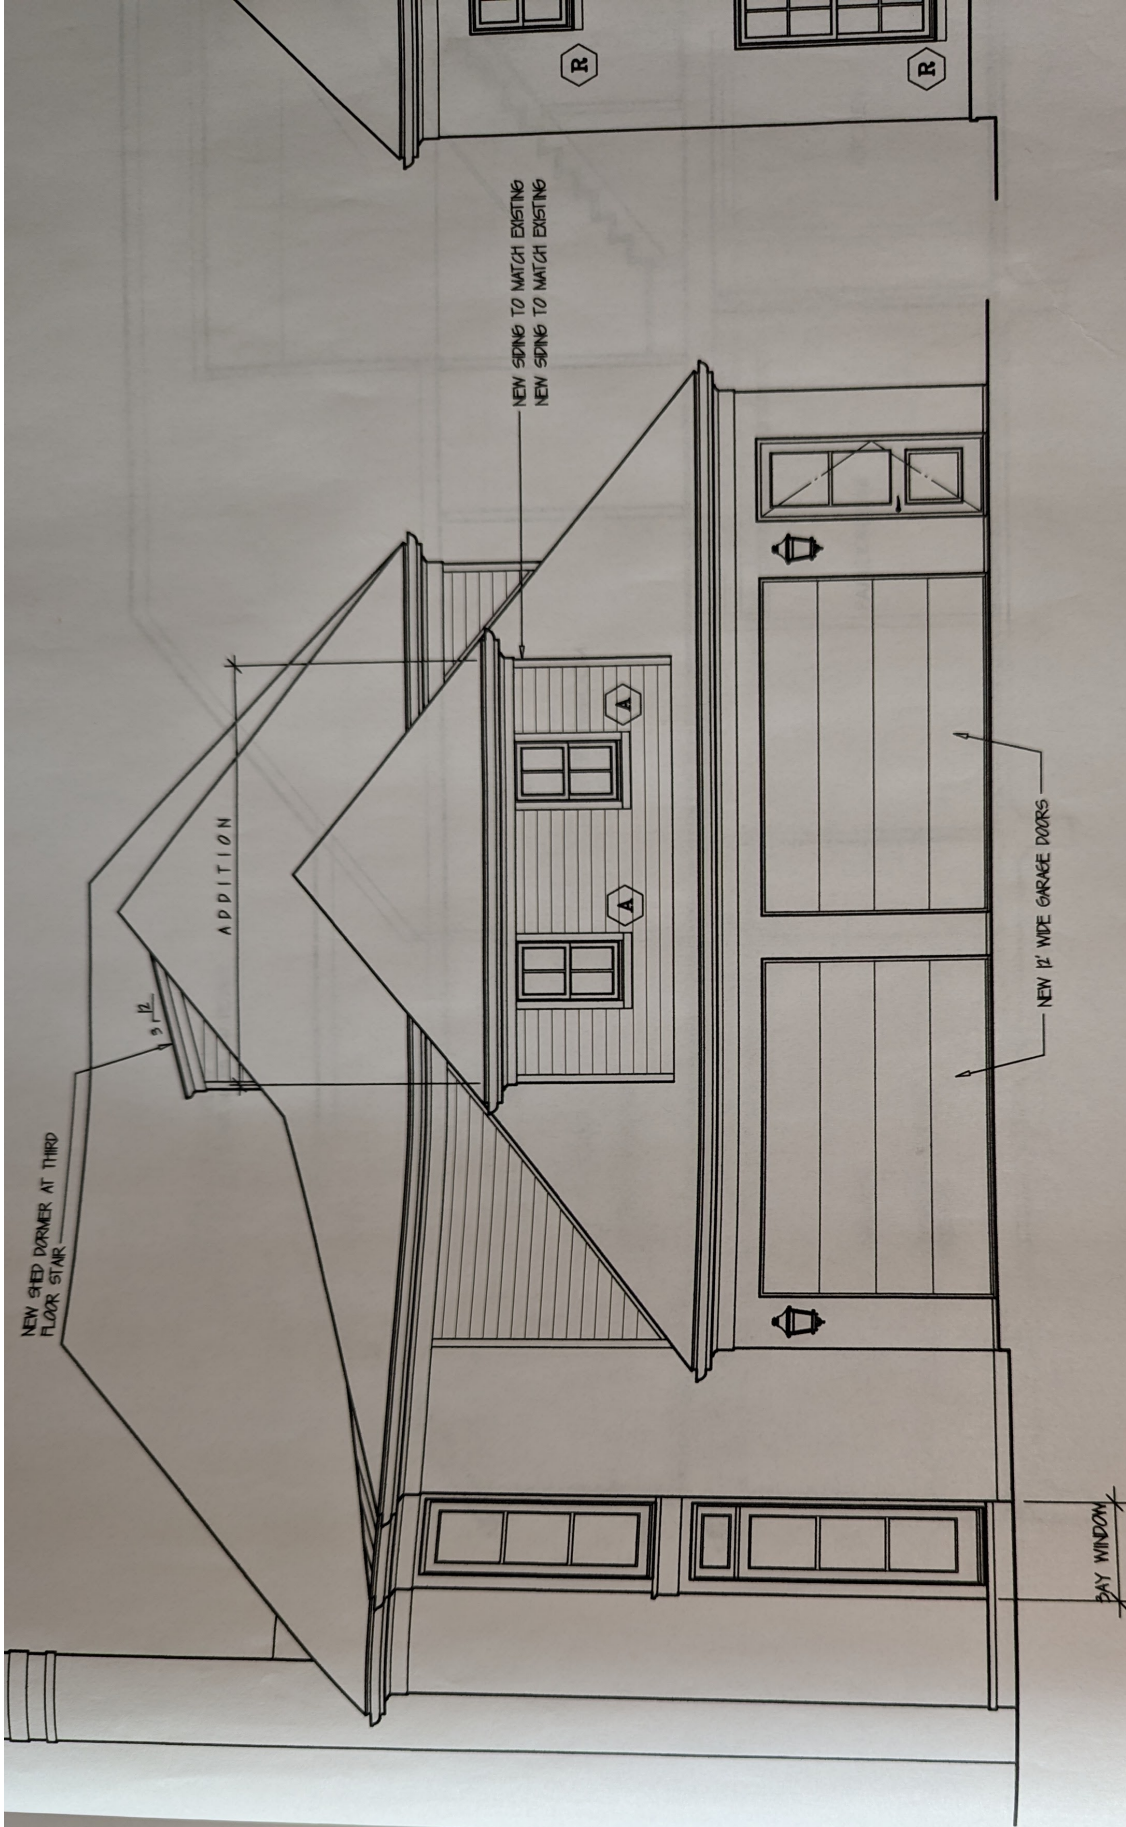 NEW SHED DORMER AT THIRD
FLOOR STAIR
12
ADDITION
NEW SIDING TO MATCH EXISTING
NEW SIDING TO MATCH EXISTING
R
R
A
A
NEW 12' WIDE GARAGE DOORS
BAY WINDOW